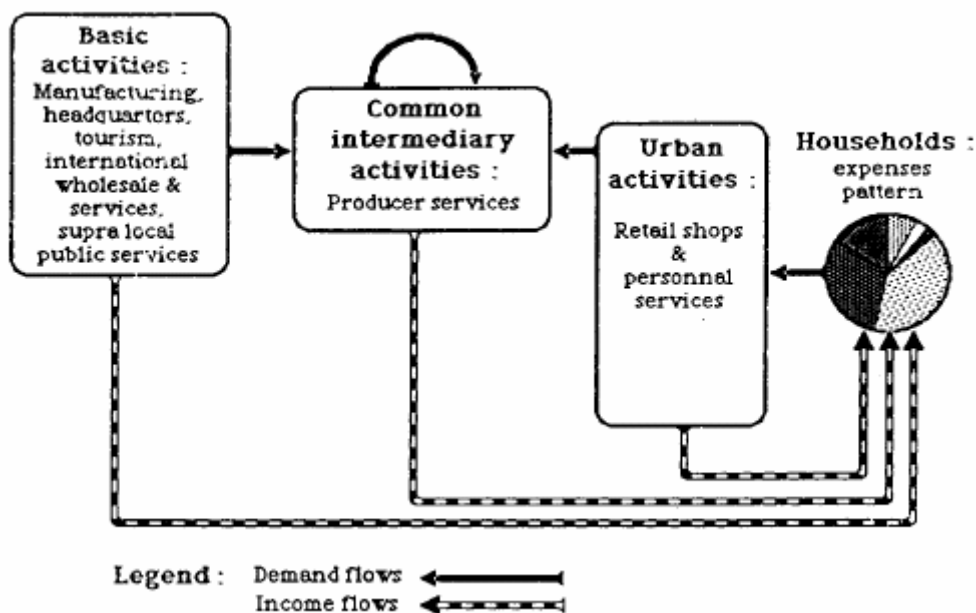 Basic
activities :
Manufacturing,
headquarters,
tourism,
international
wholesale &
services,
supra local
public services
Common
intermediary
activities :
Producer services
Urban
activities :
Retail shops
&
personnal
services
Households :
expenses
pattern
Legend : Demand flows
Income flows